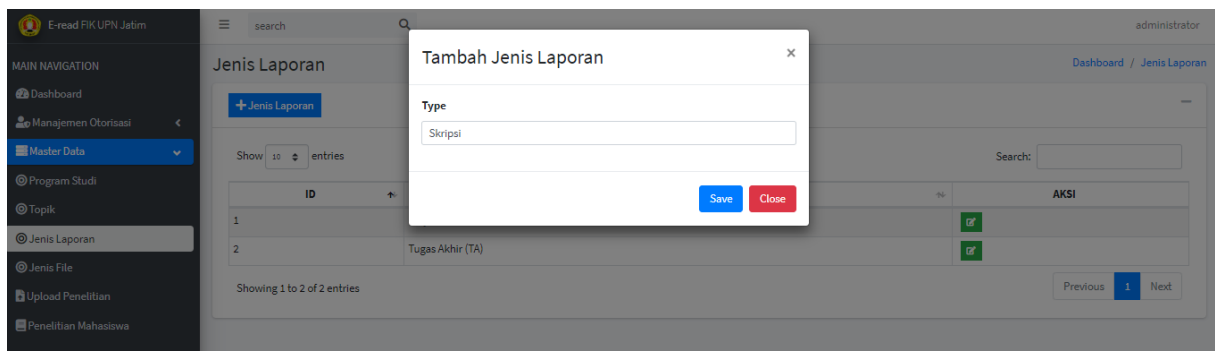 E-read FIK UPN Jatim
search
administrator
MAIN NAVIGATION
Dashboard
Manajemen Otorisasi
Master Data
Program Studi
Topik
Jenis Laporan
Jenis File
Upload Penelitian
Penelitian Mahasiswa
Jenis Laporan
Dashboard / Jenis Laporan
+ Jenis Laporan
Tambah Jenis Laporan ×
Type
Skripsi
Save Close
Show 10 entries
Search:
ID AKSI
1
2 Tugas Akhir (TA)
Showing 1 to 2 of 2 entries
Previous 1 Next